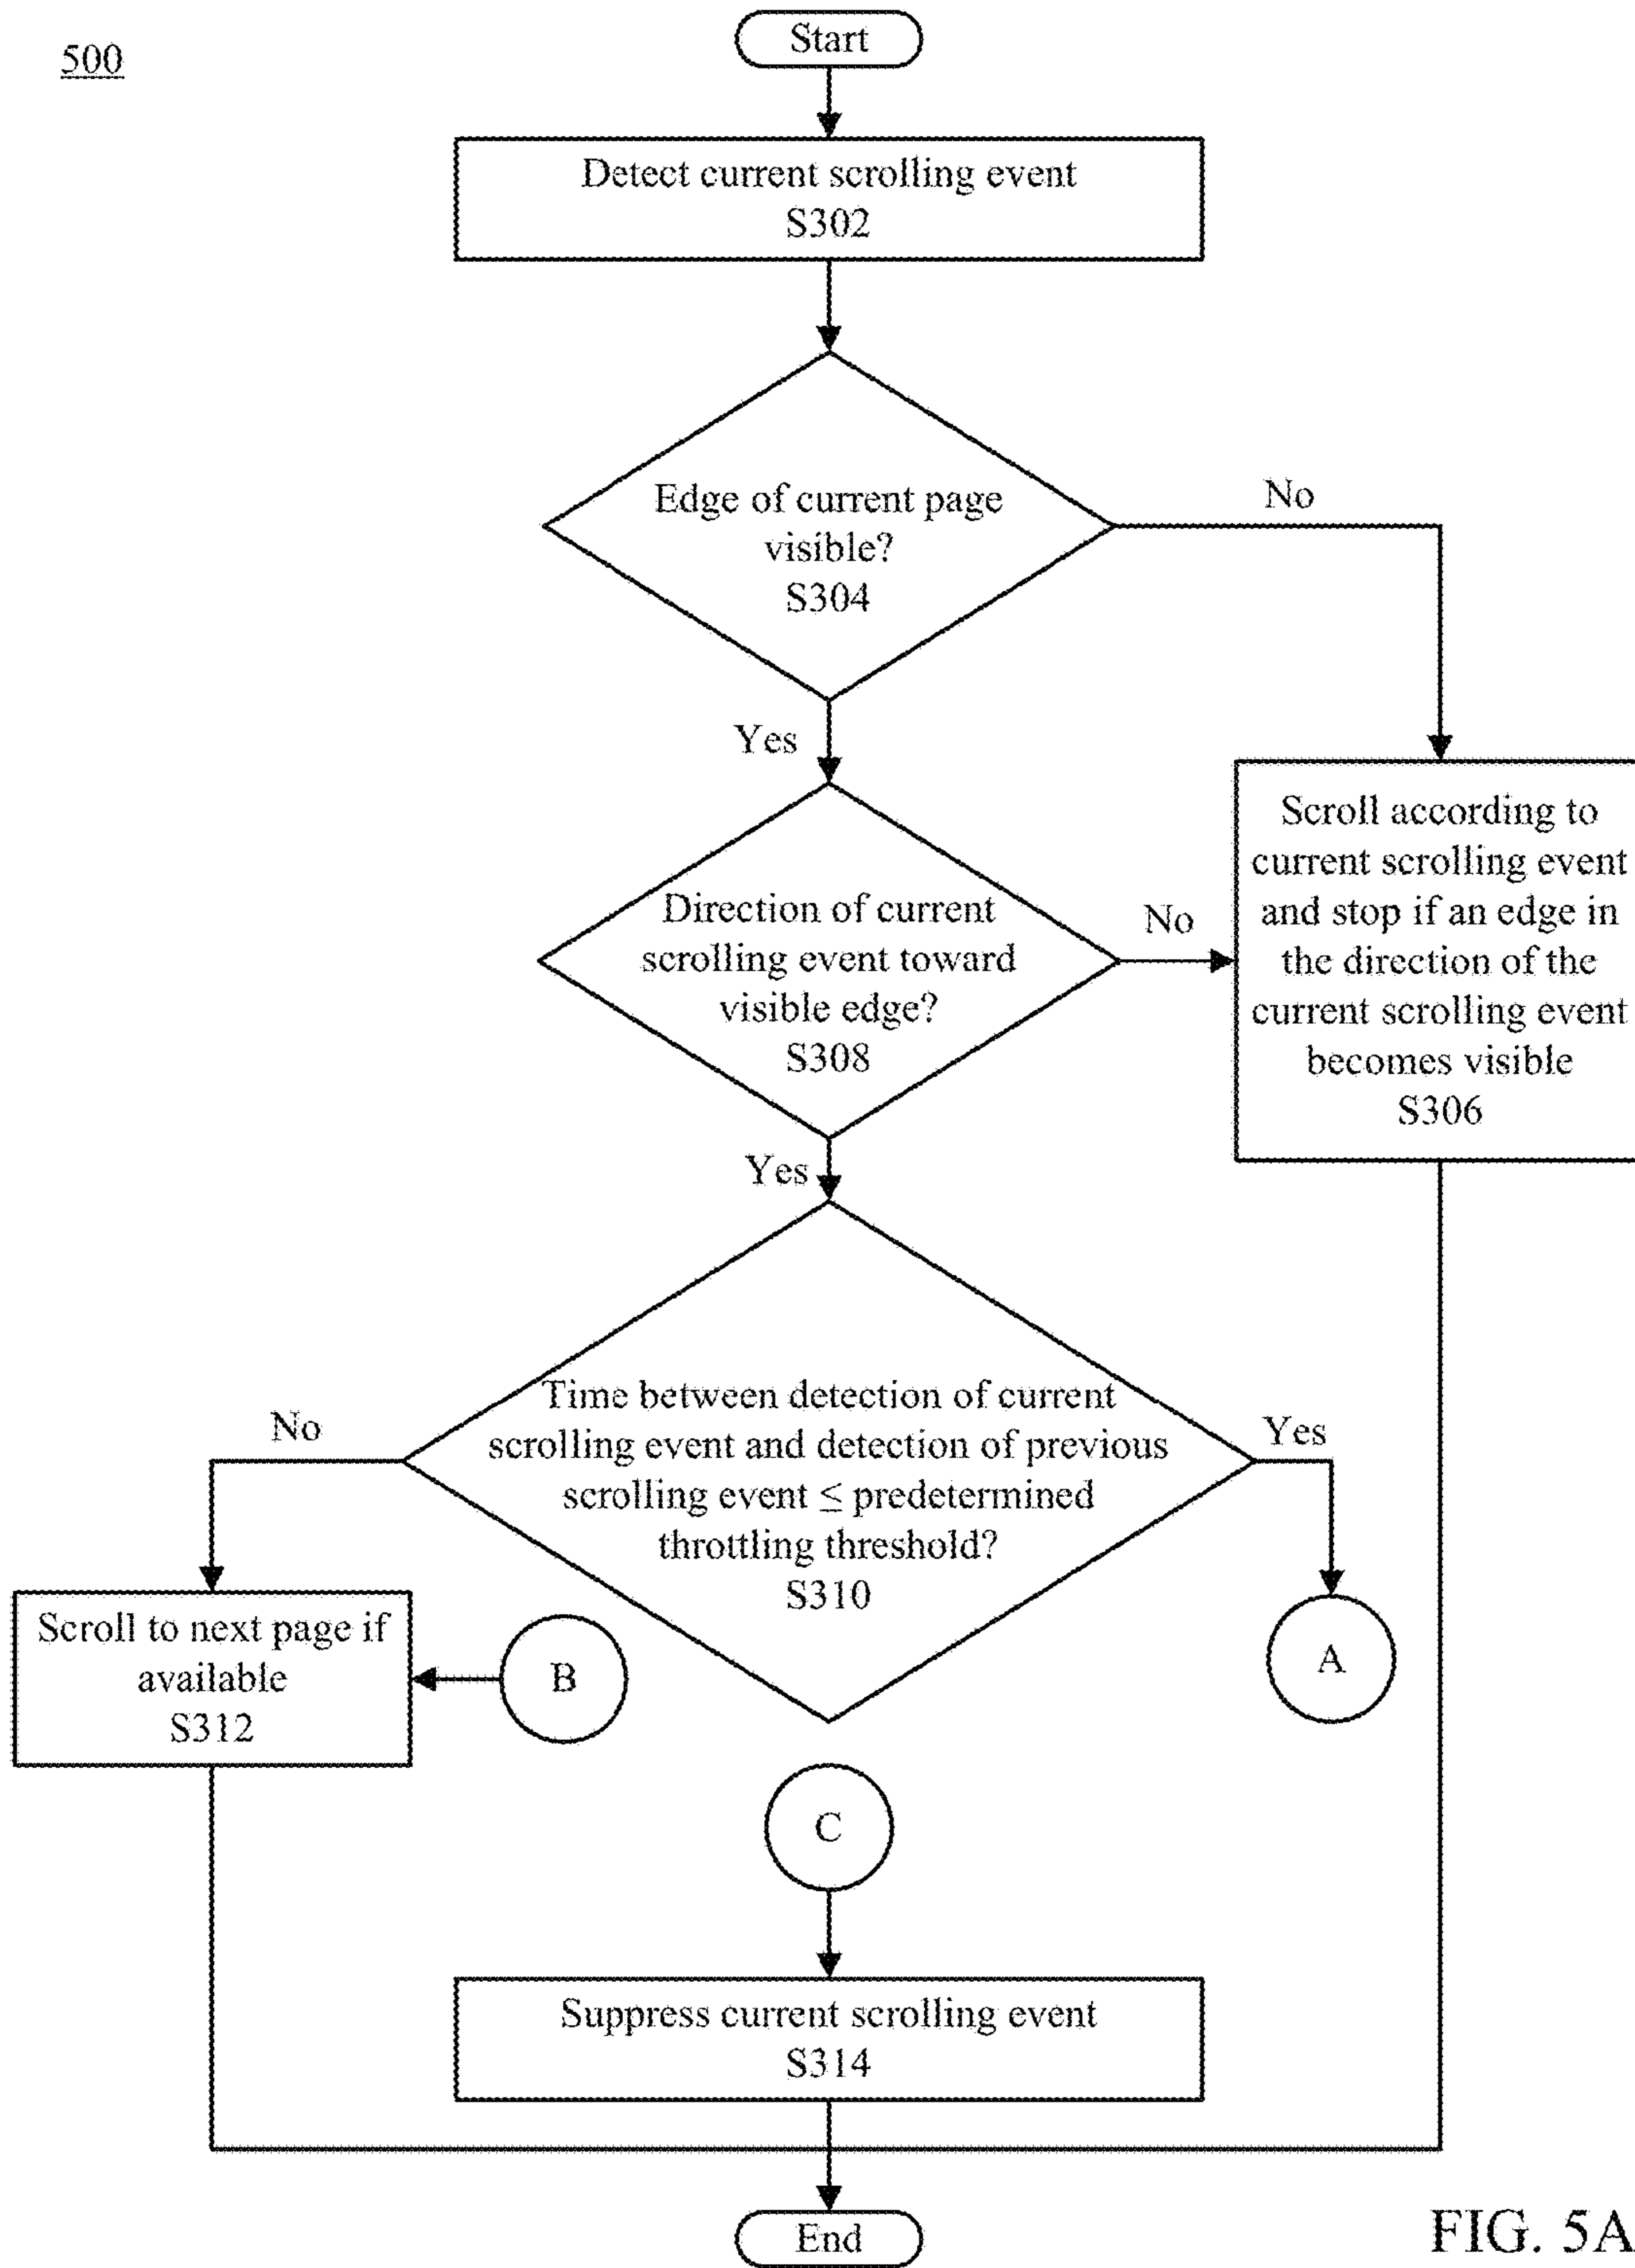 500
Start
Detect current scrolling event
S302
Edge of current page
visible?
S304
No
Yes
Scroll according to
current scrolling event
and stop if an edge in
the direction of the
current scrolling event
becomes visible
S306
Direction of current
scrolling event toward
visible edge?
S308
No
Yes
Time between detection of current
scrolling event and detection of previous
scrolling event ≤ predetermined
throttling threshold?
S310
No
Yes
Scroll to next page if
available
S312
B
A
C
Suppress current scrolling event
S314
End
FIG. 5A